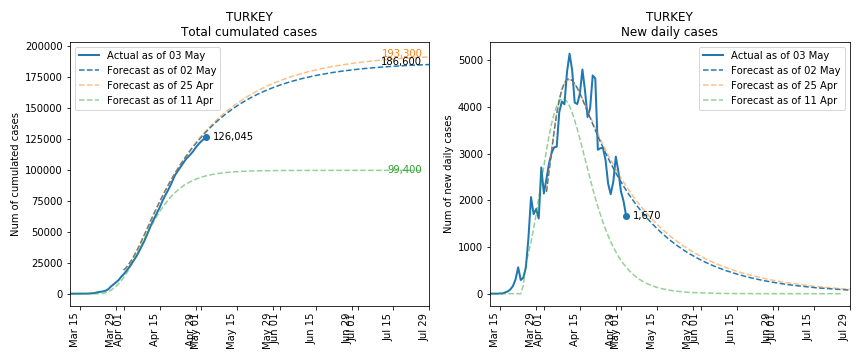 TURKEY
Total cumulated cases
Num of cumulated cases
200000
175000
150000
125000
100000
75000
50000
25000
0
Actual as of 03 May
Forecast as of 02 May
Forecast as of 25 Apr
Forecast as of 11 Apr
193,300
186,600
126,045
99,400
Mar 15
Mar 29
Apr 01
Apr 15
Apr 29
May 01
May 15
May 29
Jun 01
Jun 15
Jun 29
Jul 01
Jul 15
Jul 29
TURKEY
New daily cases
Num of new daily cases
5000
4000
3000
2000
1000
0
Actual as of 03 May
Forecast as of 02 May
Forecast as of 25 Apr
Forecast as of 11 Apr
1,670
Mar 15
Mar 29
Apr 01
Apr 15
Apr 29
May 01
May 15
May 29
Jun 01
Jun 15
Jun 29
Jul 01
Jul 15
Jul 29